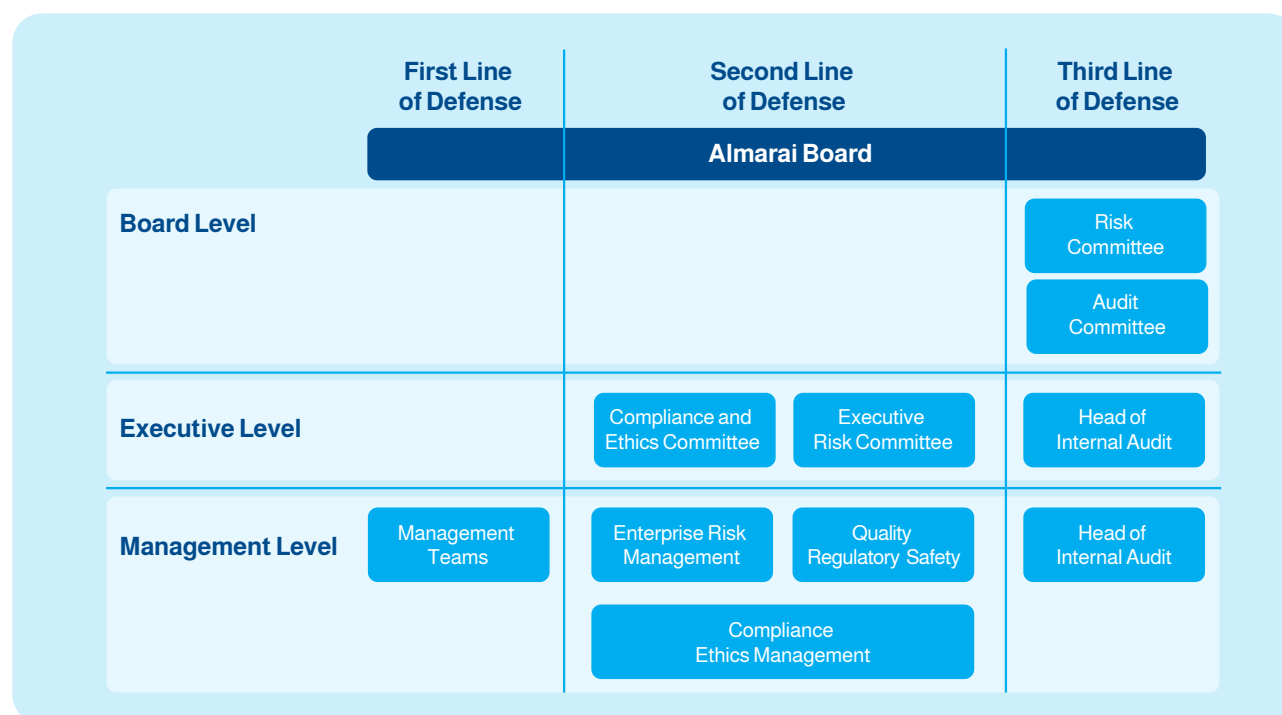 First Line
of Defense
Second Line
of Defense
Third Line
of Defense
Almarai Board
Board Level
Risk
Committee
Audit
Committee
Executive Level
Compliance and
Ethics Committee
Executive
Risk Committee
Head of
Internal Audit
Management Level
Management
Teams
Enterprise Risk
Management
Quality
Regulatory Safety
Head of
Internal Audit
Compliance
Ethics Management